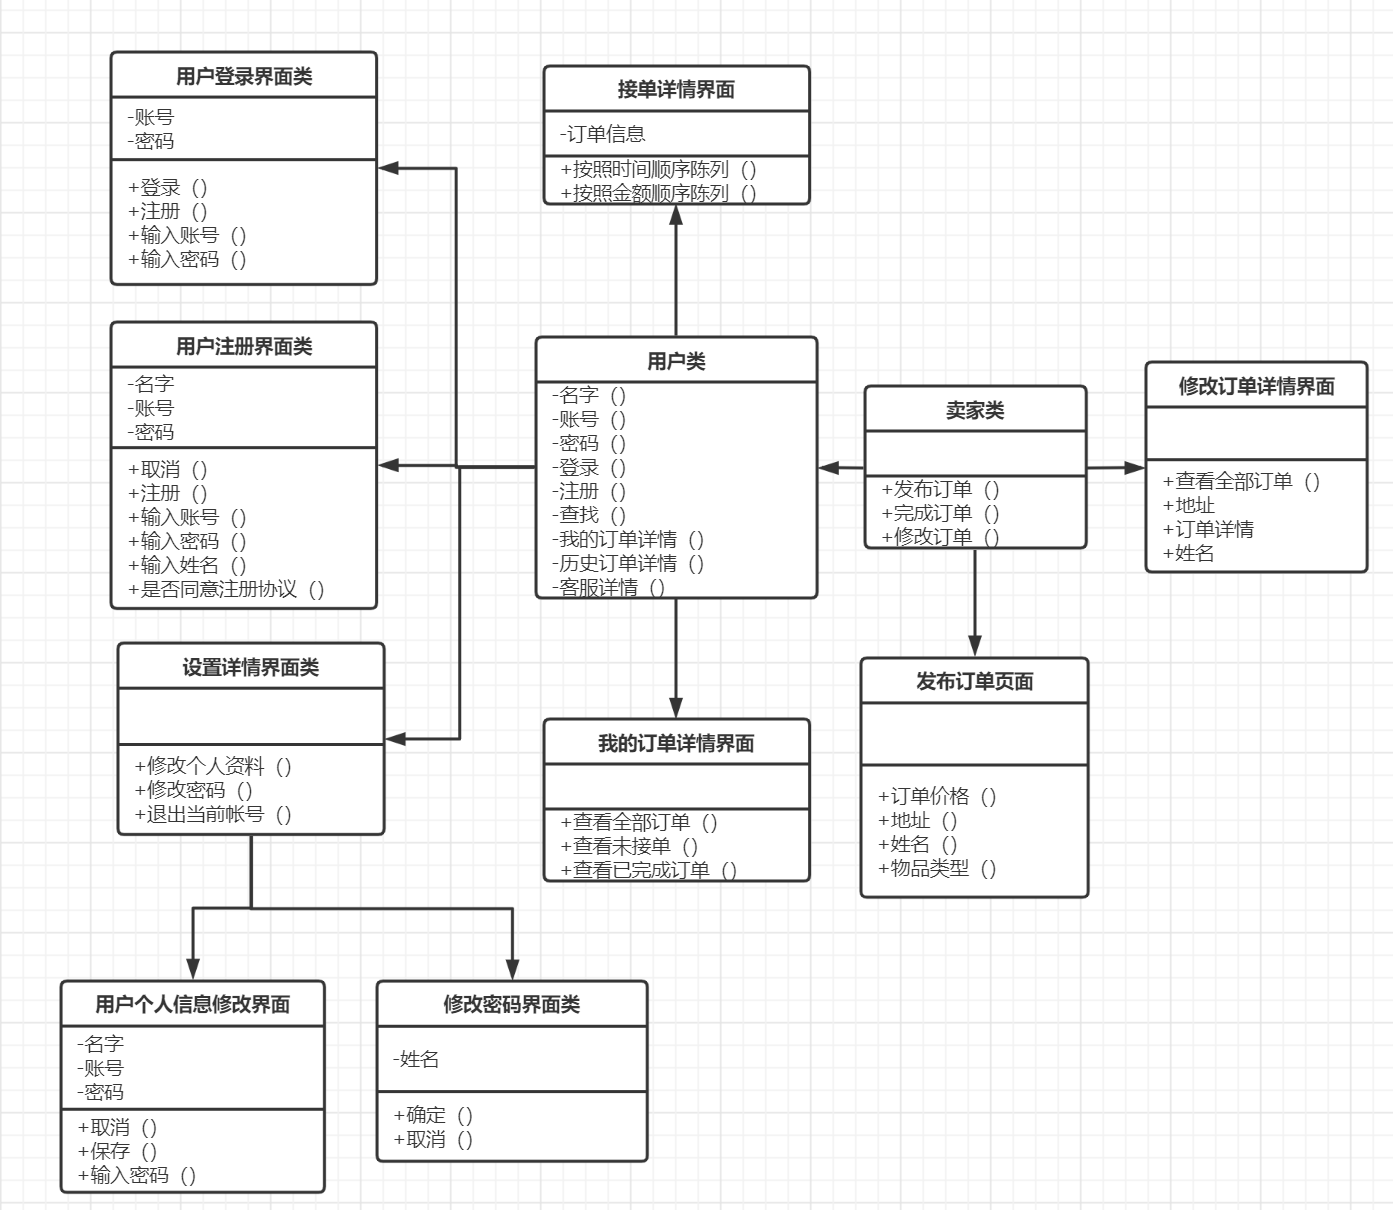 用户登录界面类
-账号
-密码
+登录（）
+注册（）
+输入账号（）
+输入密码（）
接单详情界面
-订单信息
+按照时间顺序陈列（）
+按照金额顺序陈列（）
用户注册界面类
-名字
-账号
-密码
+取消（）
+注册（）
+输入账号（）
+输入密码（）
+输入姓名（）
+是否同意注册协议（）
用户类
-名字（）
-账号（）
-密码（）
-登录（）
-注册（）
-查找（）
-我的订单详情（）
-历史订单详情（）
-客服详情（）
卖家类
+发布订单（）
+完成订单（）
+修改订单（）
修改订单详情界面
+查看全部订单（）
+地址
+订单详情
+姓名
设置详情界面类
+修改个人资料（）
+修改密码（）
+退出当前帐号（）
我的订单详情界面
+查看全部订单（）
+查看未接单（）
+查看已完成订单（）
发布订单页面
+订单价格（）
+地址（）
+姓名（）
+物品类型（）
用户个人信息修改界面
-名字
-账号
-密码
+取消（）
+保存（）
+输入密码（）
修改密码界面类
-姓名
+确定（）
+取消（）